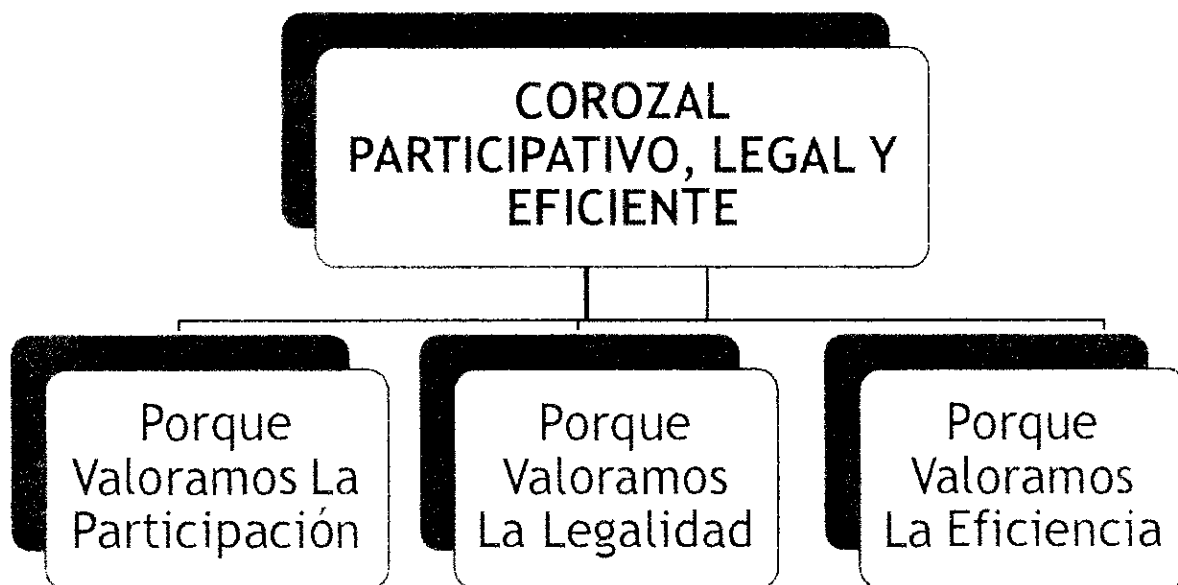 COROZAL
PARTICIPATIVO, LEGAL Y
EFICIENTE
Porque
Valoramos La
Participación
Porque
Valoramos
La Legalidad
Porque
Valoramos
La Eficiencia